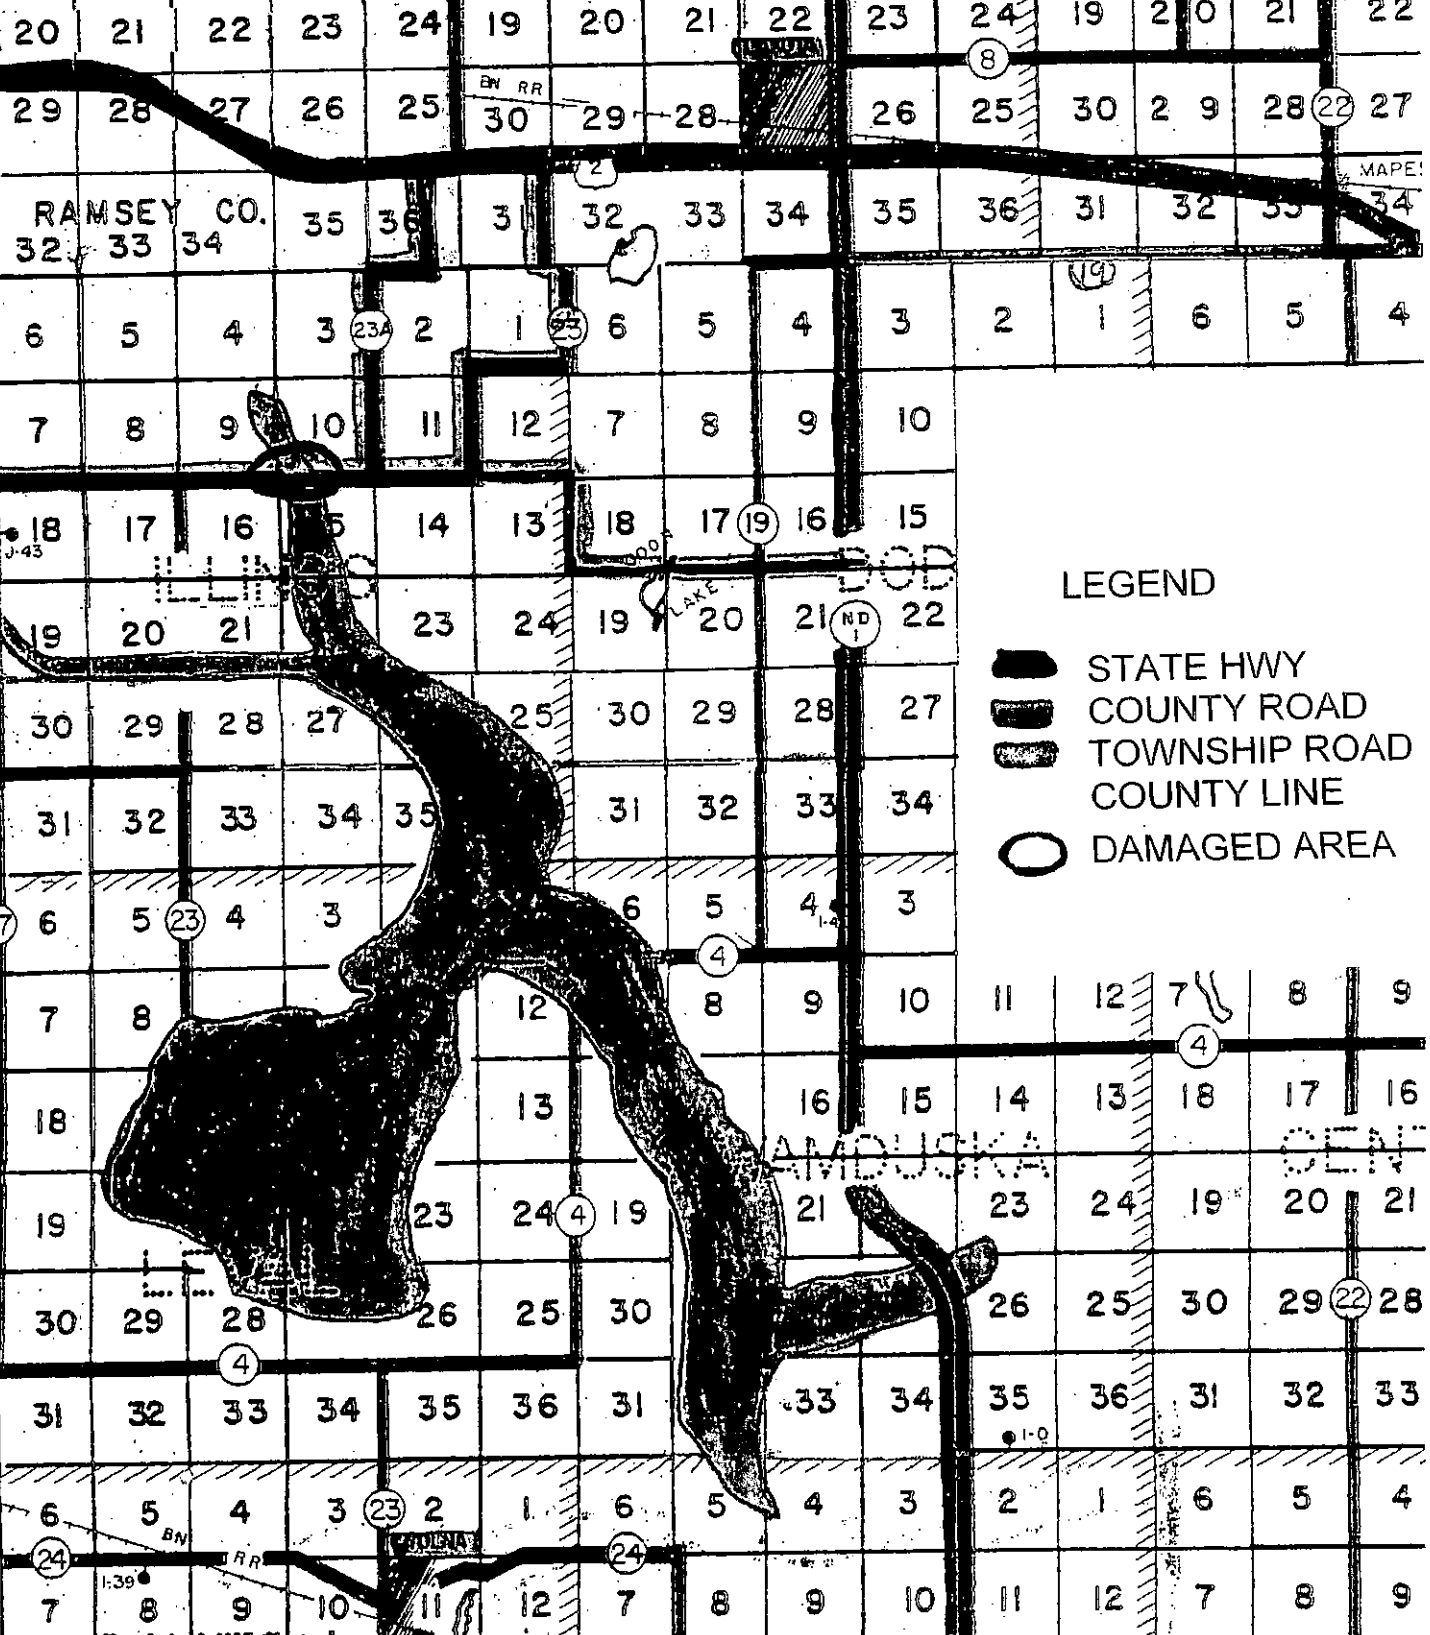 20 21 22 23 24 19 20 21 22 23 24 19 20 21 22
8
BN RR
29 28 27 26 25 30 29 28 26 25 30 29 28 22 27
2
MAPES
RAMSEY CO.
35 36 31 32 33 34 35 36 31 32 33 34
32 33 34
19
6 5 4 3 23A 2 1 23 6 5 4 3 2 1 6 5 4
7 8 9 10 11 12 7 8 9 10
18 17 16 15 14 13 18 17 19 16 15
J-43
LAKE
19 20 21 23 24 19 20 21 ND 1 22
LEGEND
STATE HWY
COUNTY ROAD
TOWNSHIP ROAD
COUNTY LINE
DAMAGED AREA
30 29 28 27 25 30 29 28 27
31 32 33 34 35 31 32 33 34
7 6 5 23 4 3 6 5 4 3
4
7 8 12 8 9 10 11 12 7 8 9
4
18 13 16 15 14 13 18 17 16
AMDUSKA CENT
19 23 24 4 19 21 23 24 19 20 21
LEVAL
30 29 28 26 25 30 26 25 30 29 22 28
4
31 32 33 34 35 36 31 33 34 35 36 31 32 33
1-0
6 5 4 3 23 2 1 6 5 4 3 2 1 6 5 4
BN RR
24 24
1-39
7 8 9 10 11 12 7 8 9 10 11 12 7 8 9